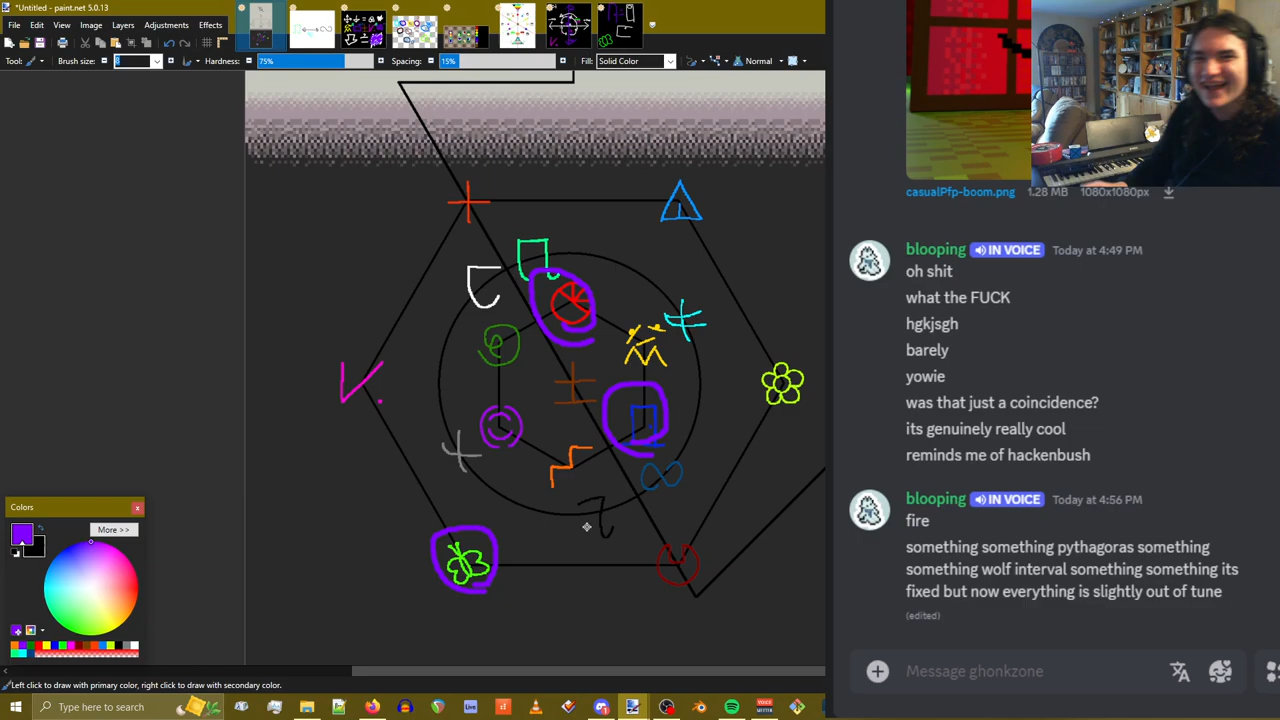 *Untitled - paint.net 5.0.13
File Edit View Image Layers Adjustments Effects
Tool: Brush size: Hardness: 75% Spacing: 15% Fill: Solid Color Normal
casualPfp-boom.png 1.28 MB 1080x1080px
blooping IN VOICE Today at 4:49 PM
oh shit
what the FUCK
hgkjsgh
barely
yowie
was that just a coincidence?
its genuinely really cool
reminds me of hackenbush
blooping IN VOICE Today at 4:56 PM
fire
something something pythagoras something
something wolf interval something something its
fixed but now everything is slightly out of tune
(edited)
Message ghonkzone
Colors
More >>
Left click to draw with primary color, right click to draw with secondary color.
Type here to search
Live